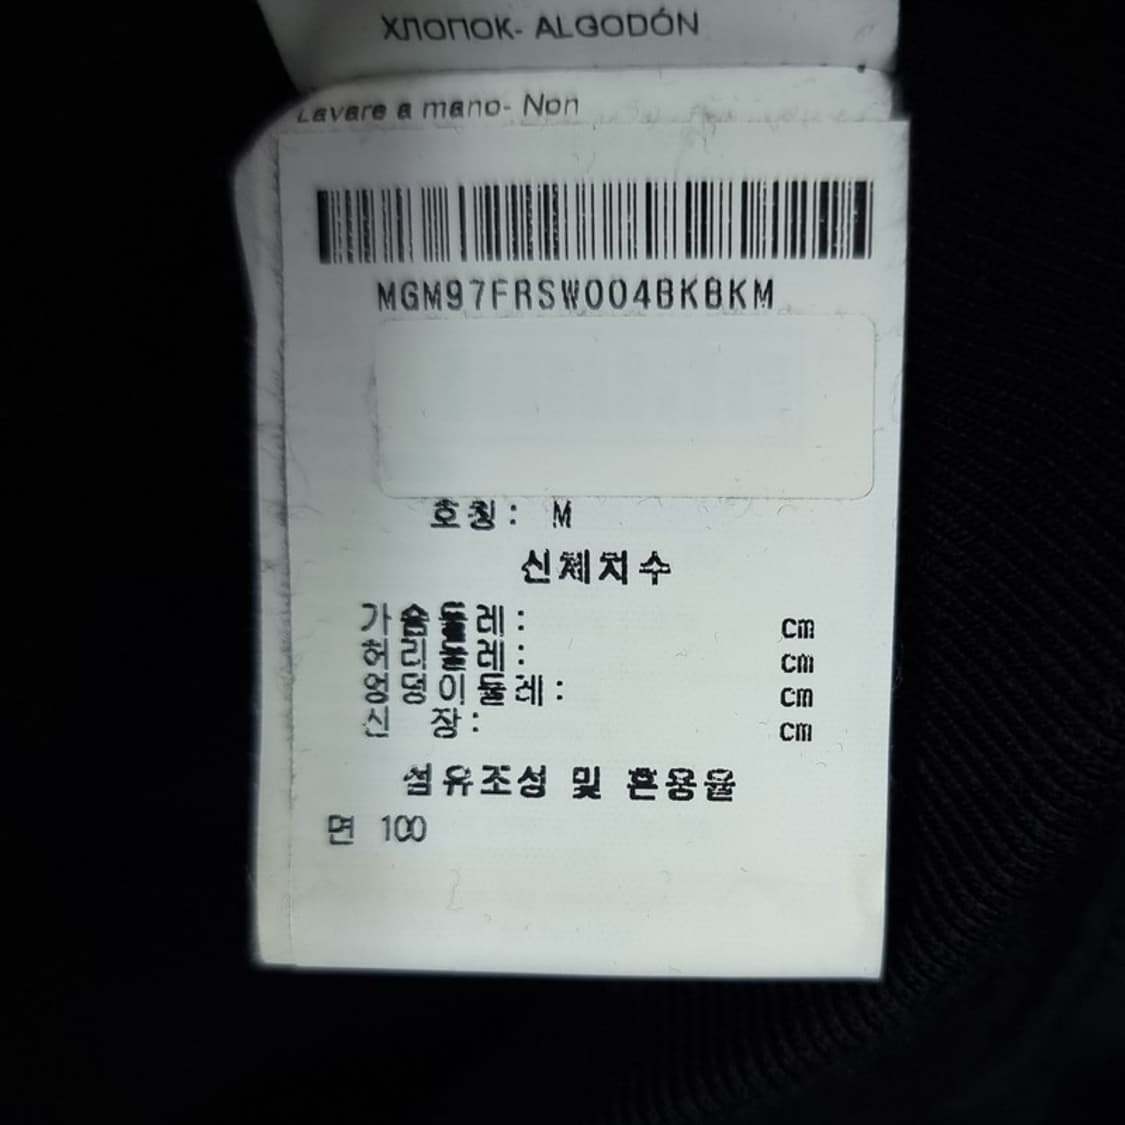 ХЛОПОК- ALGODÓN
Lavare a mano- Non
MGM97FRSW004BKBKM
호칭: M
신체치수
가슴둘레: cm
허리둘레: cm
엉덩이둘레: cm
신 장: cm
섬유조성 및 혼용율
면 100